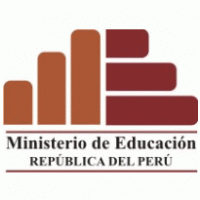 Ministerio de Educación
REPÚBLICA DEL PERÚ